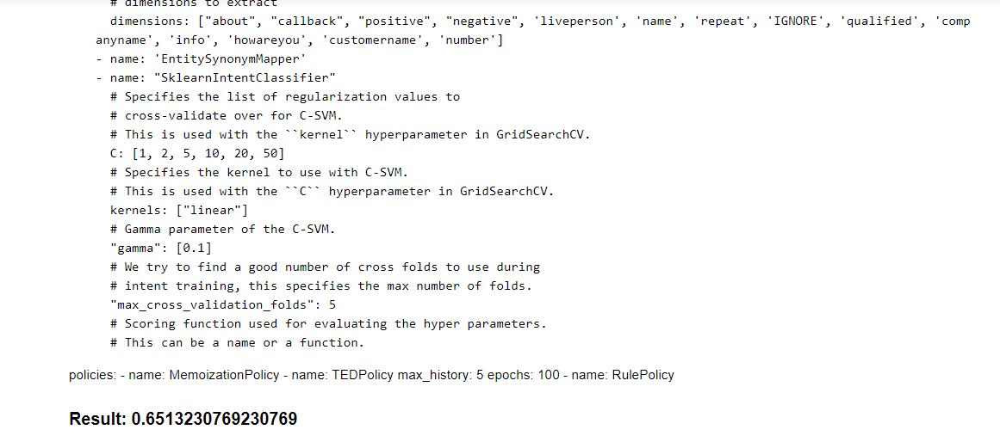 # dimensions to extract
dimensions: ["about", "callback", "positive", "negative", 'liveperson', 'name', 'repeat', 'IGNORE', 'qualified', 'comp
anyname', 'info', 'howareyou', 'customername', 'number']
- name: 'EntitySynonymMapper'
- name: "SklearnIntentClassifier"
# Specifies the list of regularization values to
# cross-validate over for C-SVM.
# This is used with the ``kernel`` hyperparameter in GridSearchCV.
C: [1, 2, 5, 10, 20, 50]
# Specifies the kernel to use with C-SVM.
# This is used with the ``C`` hyperparameter in GridSearchCV.
kernels: ["linear"]
# Gamma parameter of the C-SVM.
"gamma": [0.1]
# We try to find a good number of cross folds to use during
# intent training, this specifies the max number of folds.
"max_cross_validation_folds": 5
# Scoring function used for evaluating the hyper parameters.
# This can be a name or a function.
policies: - name: MemoizationPolicy - name: TEDPolicy max_history: 5 epochs: 100 - name: RulePolicy
Result: 0.6513230769230769